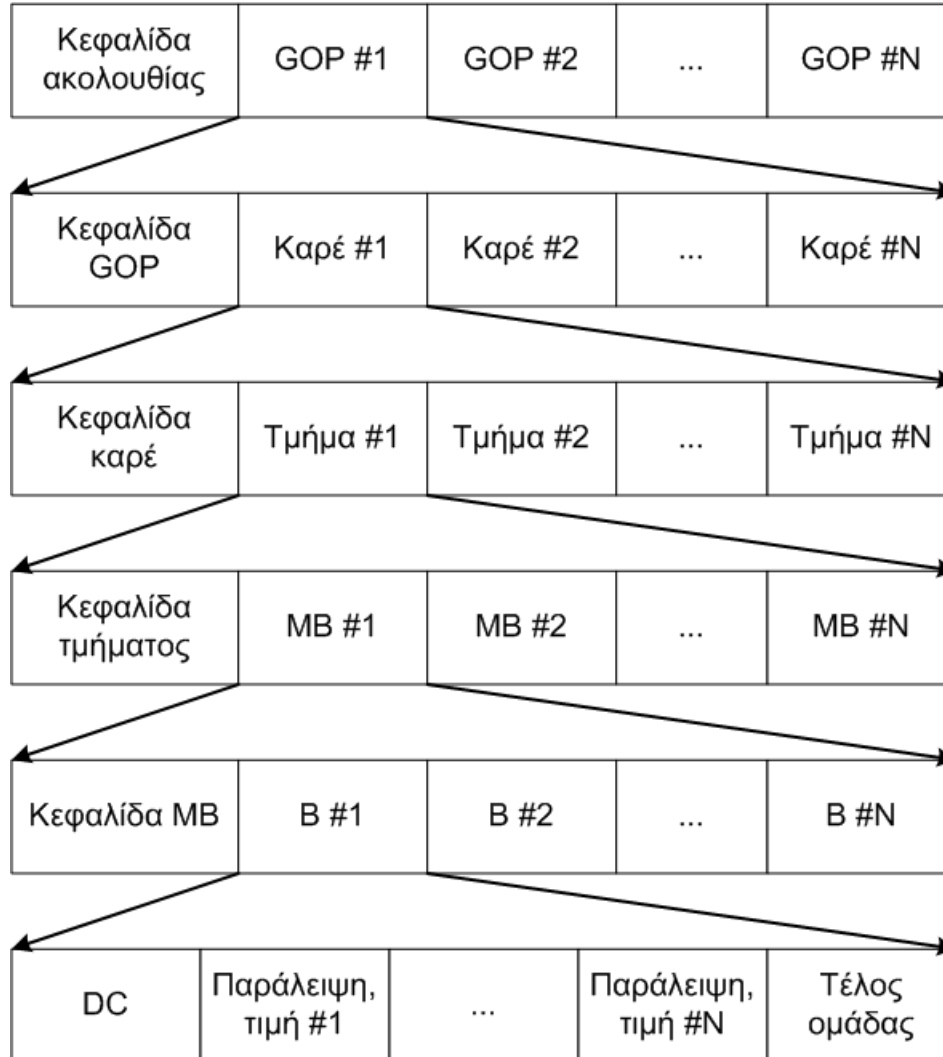 Κεφαλίδα
ακολουθίας
GOP #1
GOP #2
...
GOP #N
Κεφαλίδα
GOP
Καρέ #1
Καρέ #2
...
Καρέ #N
Κεφαλίδα
καρέ
Τμήμα #1
Τμήμα #2
...
Τμήμα #N
Κεφαλίδα
τμήματος
MB #1
MB #2
...
MB #N
Κεφαλίδα MB
B #1
B #2
...
B #N
DC
Παράλειψη,
τιμή #1
...
Παράλειψη,
τιμή #N
Τέλος
ομάδας